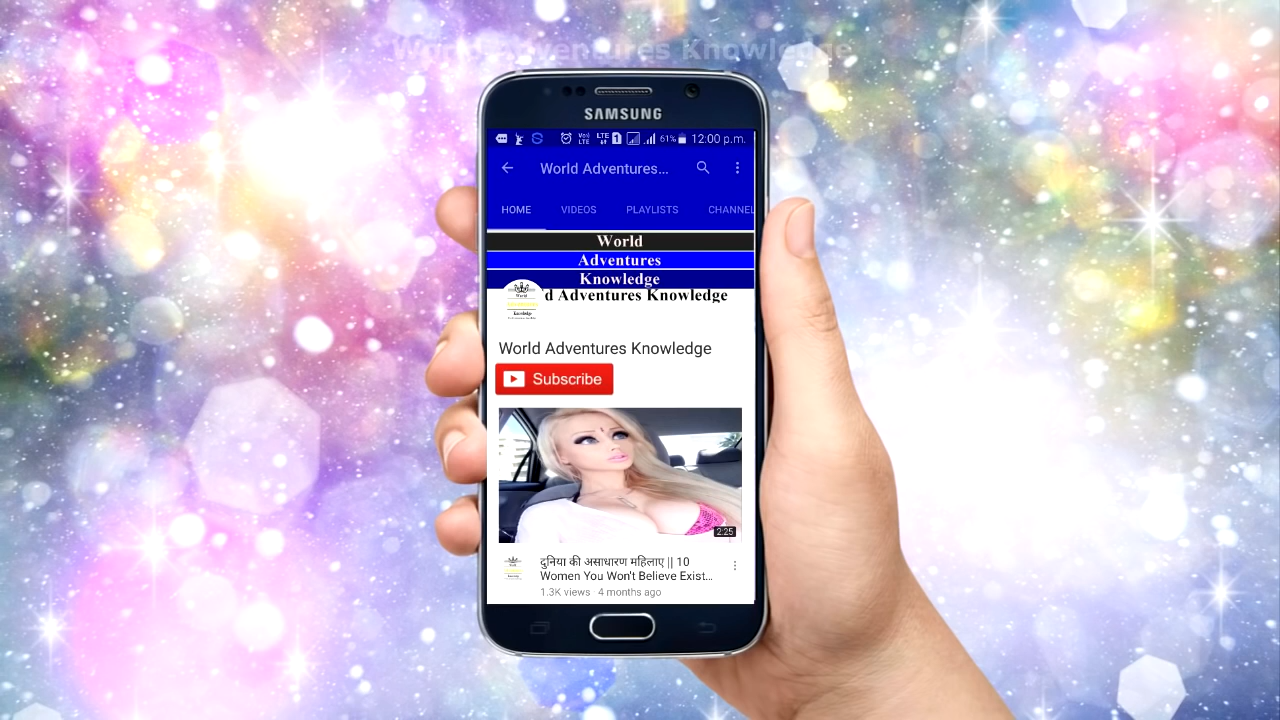 World Adventures Knowledge
SAMSUNG
LTE 1 61% 12:00 p.m.
World Adventures...
HOME VIDEOS PLAYLISTS CHANNEL
World
Adventures
Knowledge
d Adventures Knowledge
World Adventures Knowledge
Subscribe
2:25
दुनिया की असाधारण महिलाए || 10
Women You Won't Believe Exist...
1.3K views · 4 months ago